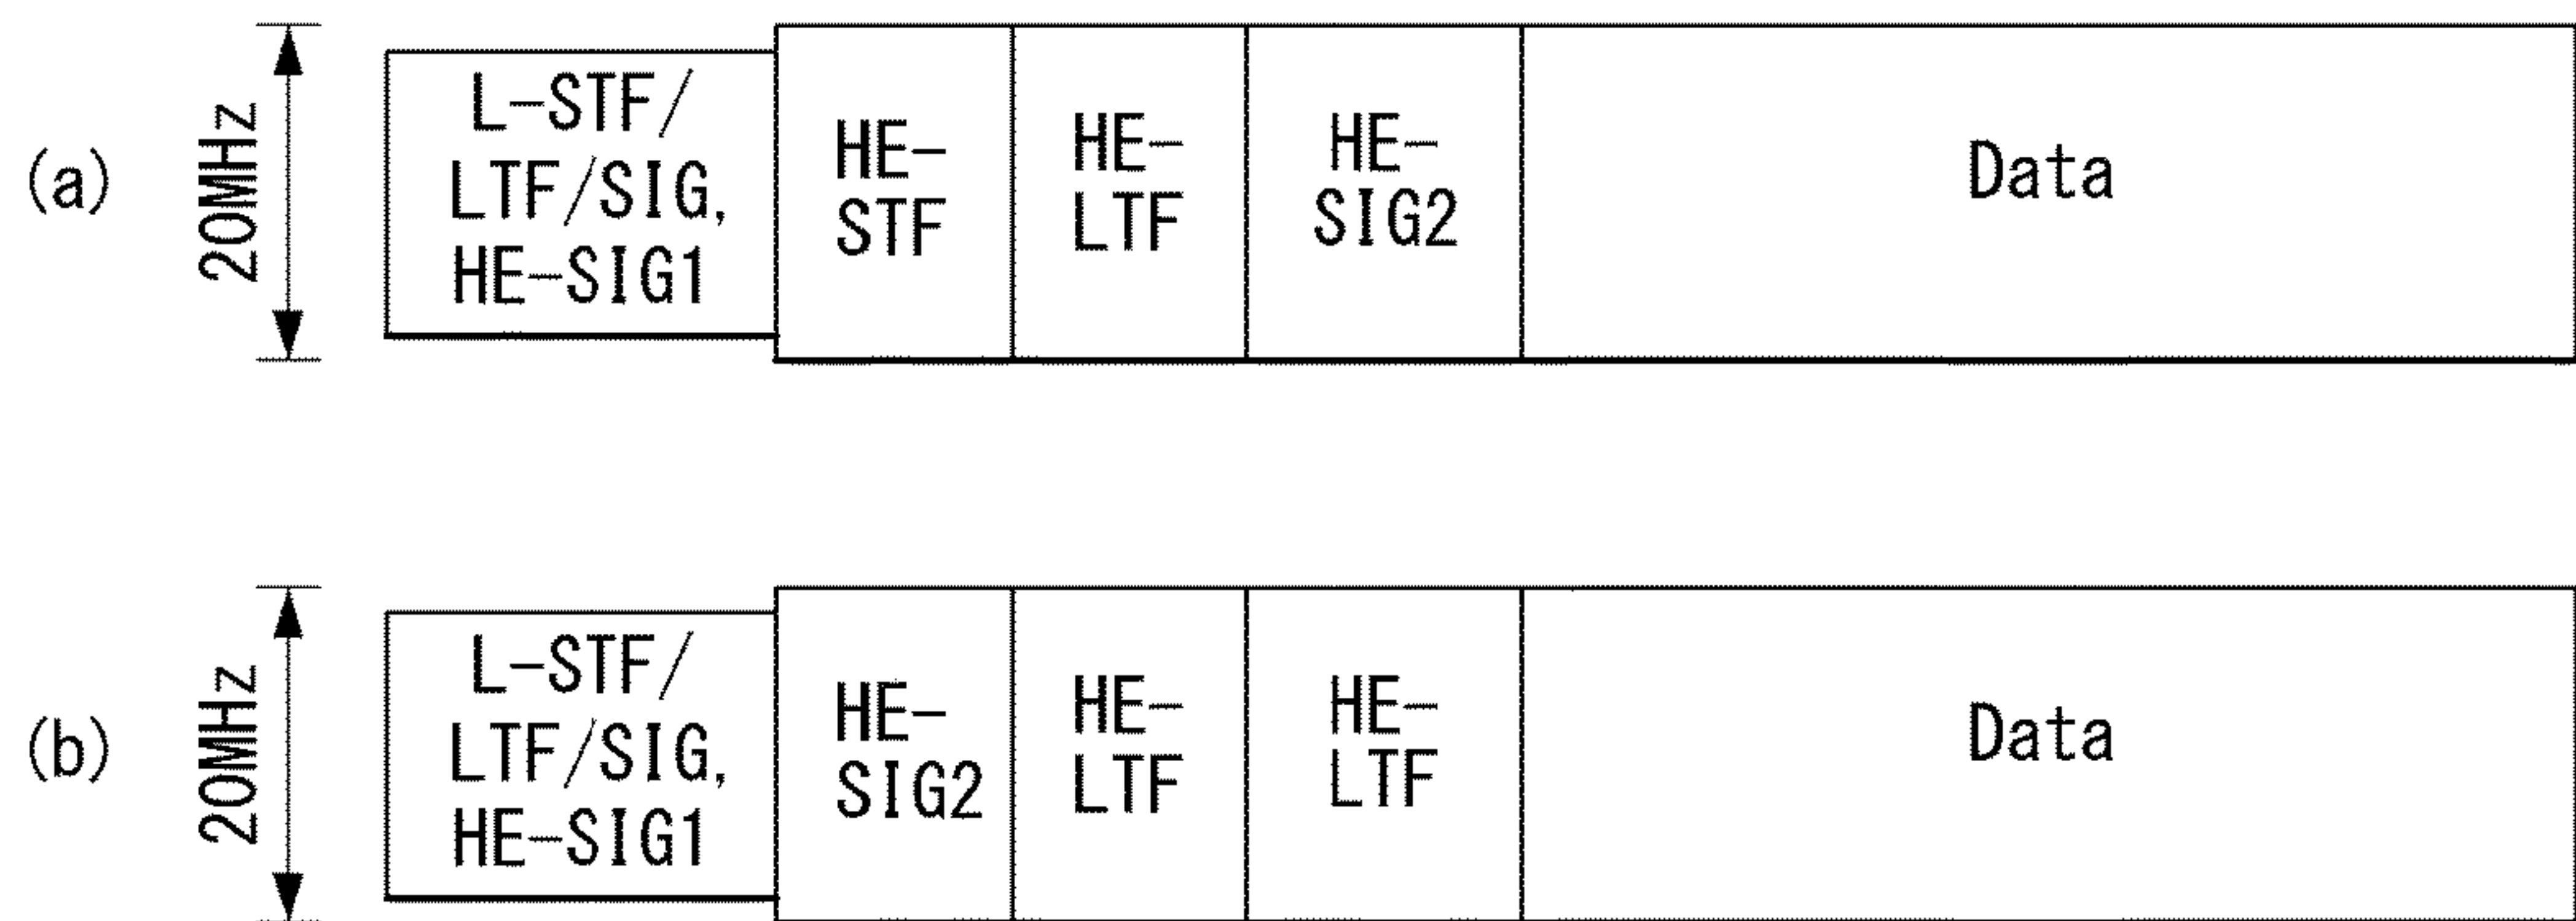 (a)
20MHz
L-STF/
LTF/SIG,
HE-SIG1
HE-
STF
HE-
LTF
HE-
SIG2
Data
(b)
20MHz
L-STF/
LTF/SIG,
HE-SIG1
HE-
SIG2
HE-
LTF
HE-
LTF
Data